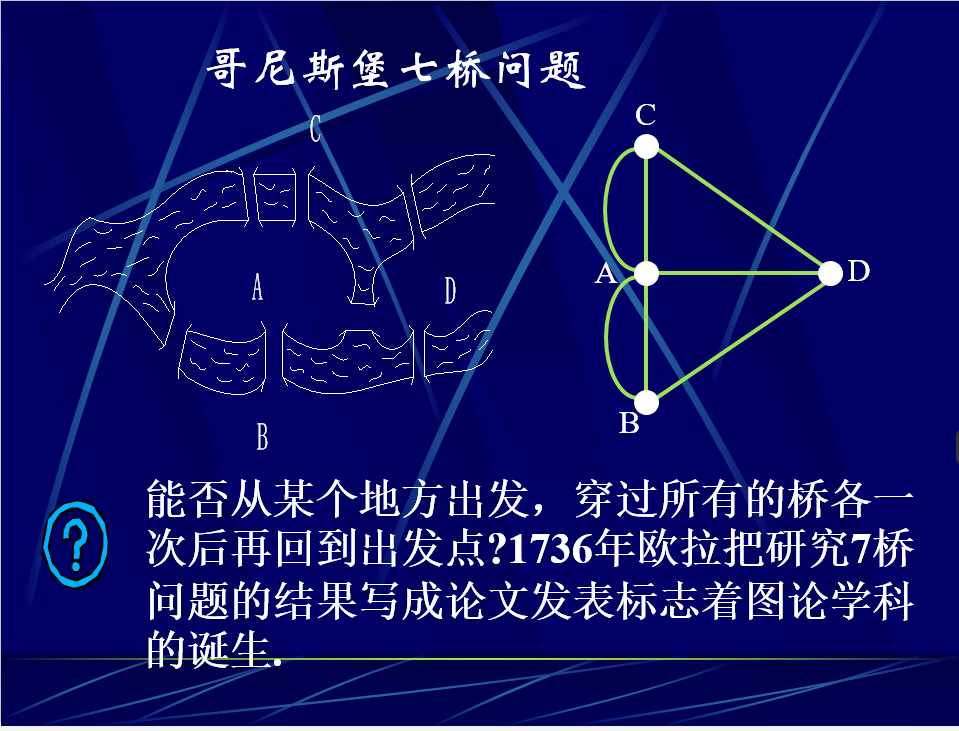 哥尼斯堡七桥问题
C
A
D
B
C
A
D
B
能否从某个地方出发，穿过所有的桥各一
次后再回到出发点?1736年欧拉把研究7桥
问题的结果写成论文发表标志着图论学科
的诞生.
?